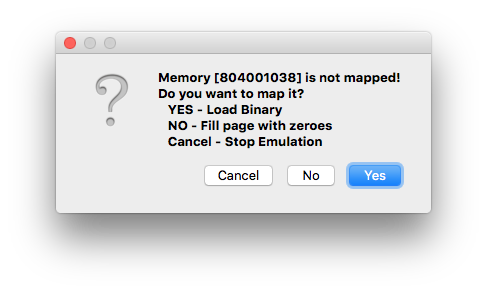 Memory [804001038] is not mapped!
Do you want to map it?
YES - Load Binary
NO - Fill page with zeroes
Cancel - Stop Emulation
Cancel No Yes